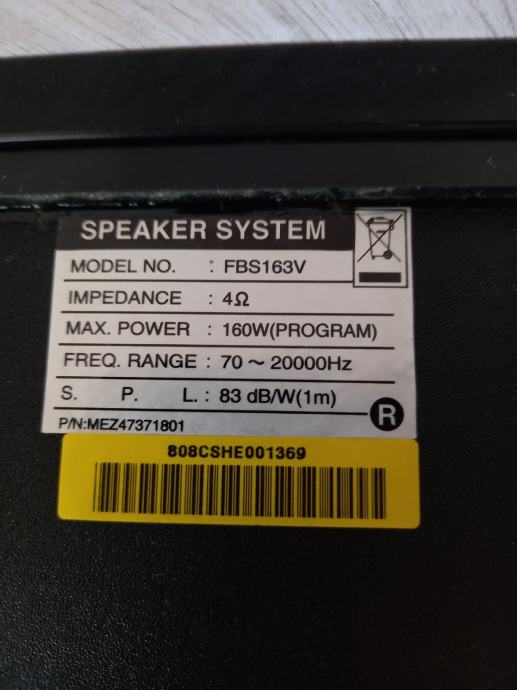 SPEAKER SYSTEM
MODEL NO. : FBS163V
IMPEDANCE : 4Ω
MAX. POWER : 160W(PROGRAM)
FREQ. RANGE : 70 ~ 20000Hz
S. P. L. : 83 dB/W(1m)
P/N:MEZ47371801
R
808CSHE001369